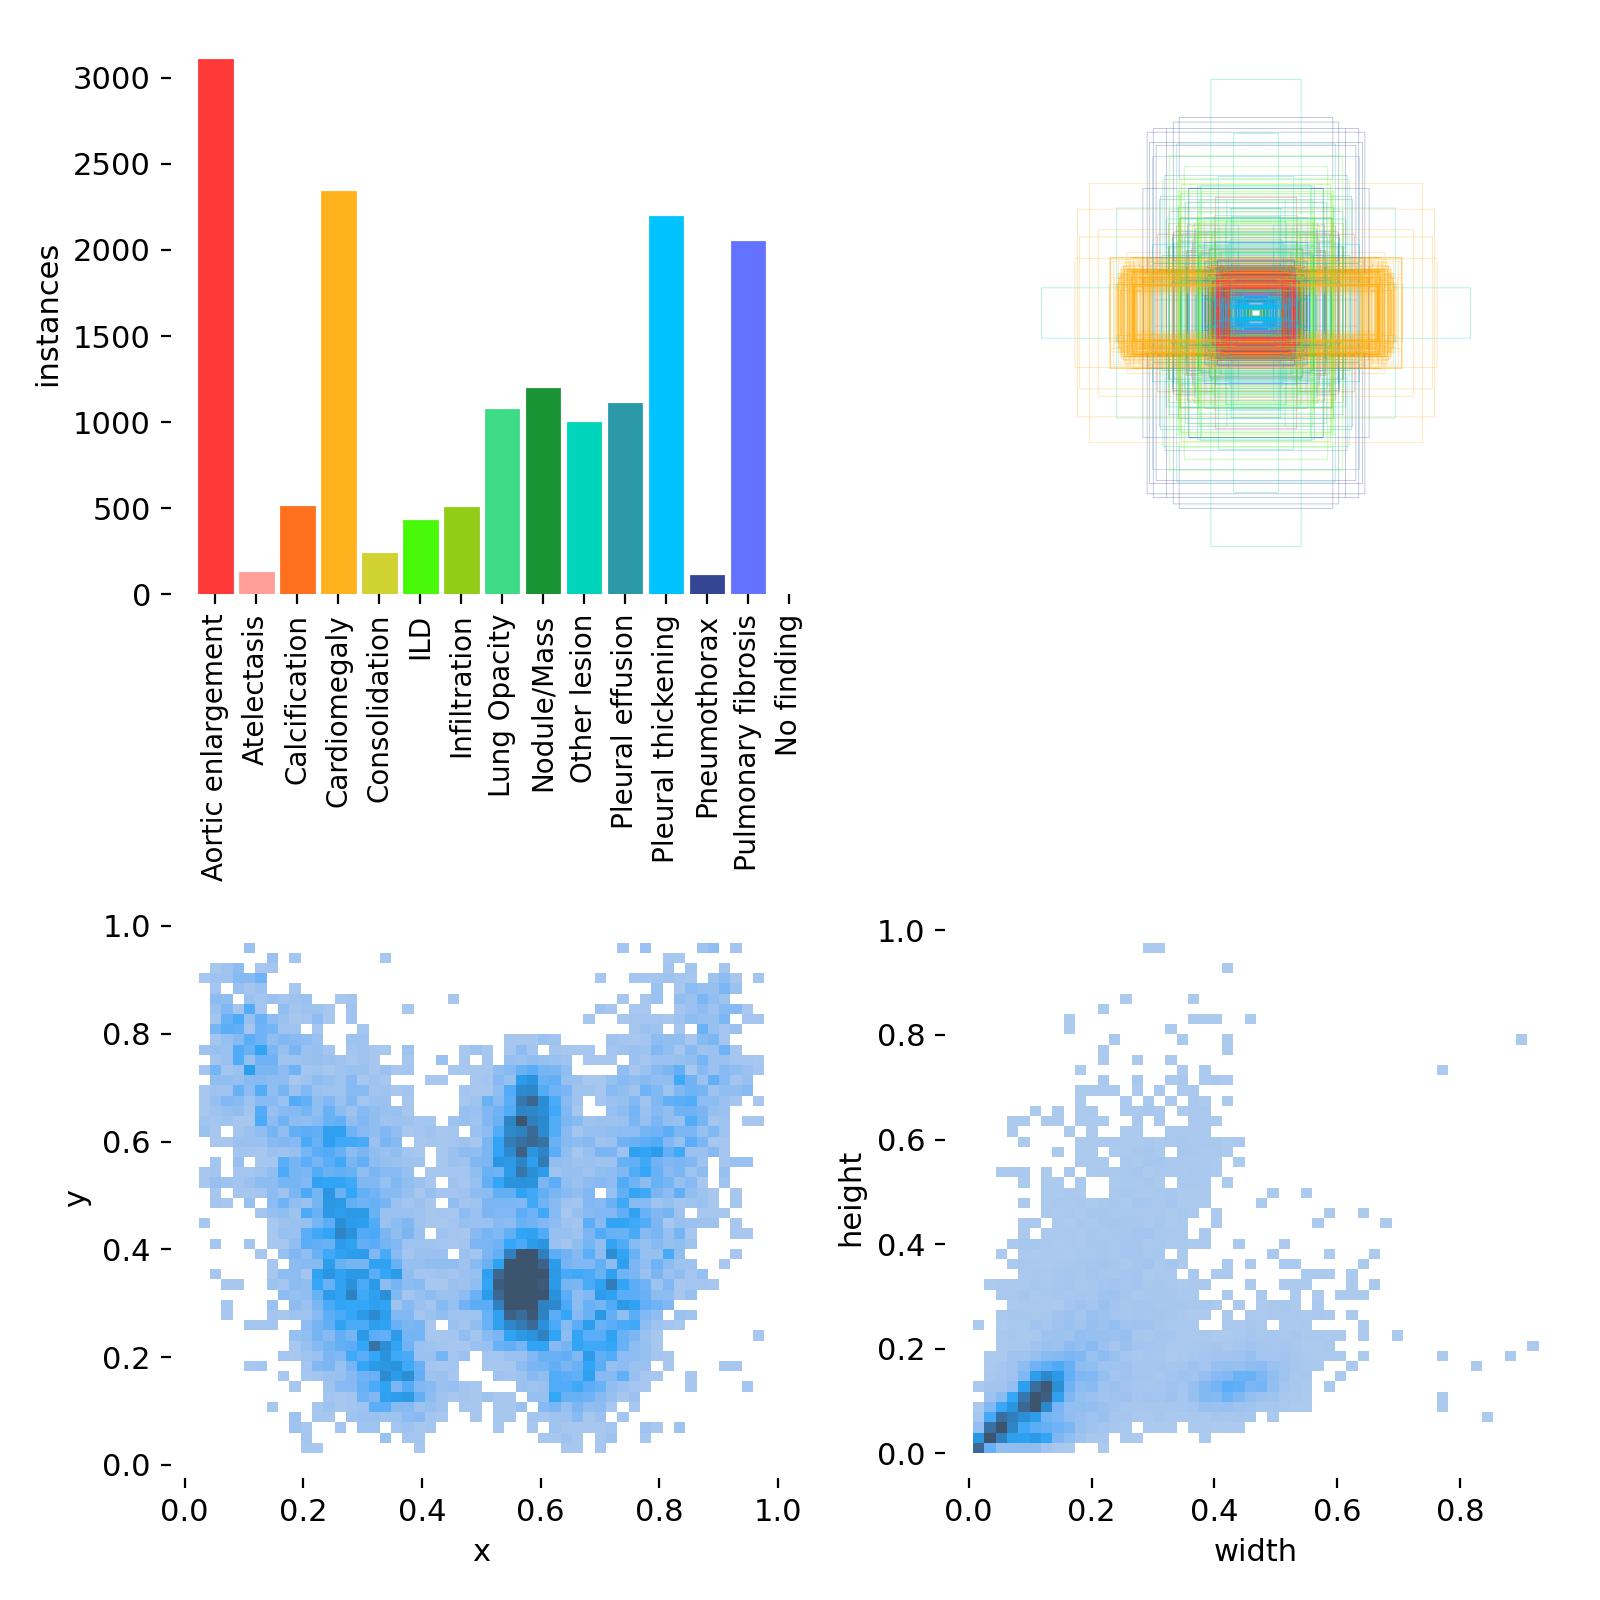 instances
3000
2500
2000
1500
1000
500
0
Aortic enlargement
Atelectasis
Calcification
Cardiomegaly
Consolidation
ILD
Infiltration
Lung Opacity
Nodule/Mass
Other lesion
Pleural effusion
Pleural thickening
Pneumothorax
Pulmonary fibrosis
No finding
y
1.0
0.8
0.6
0.4
0.2
0.0
0.0 0.2 0.4 0.6 0.8 1.0
x
height
1.0
0.8
0.6
0.4
0.2
0.0
0.0 0.2 0.4 0.6 0.8
width